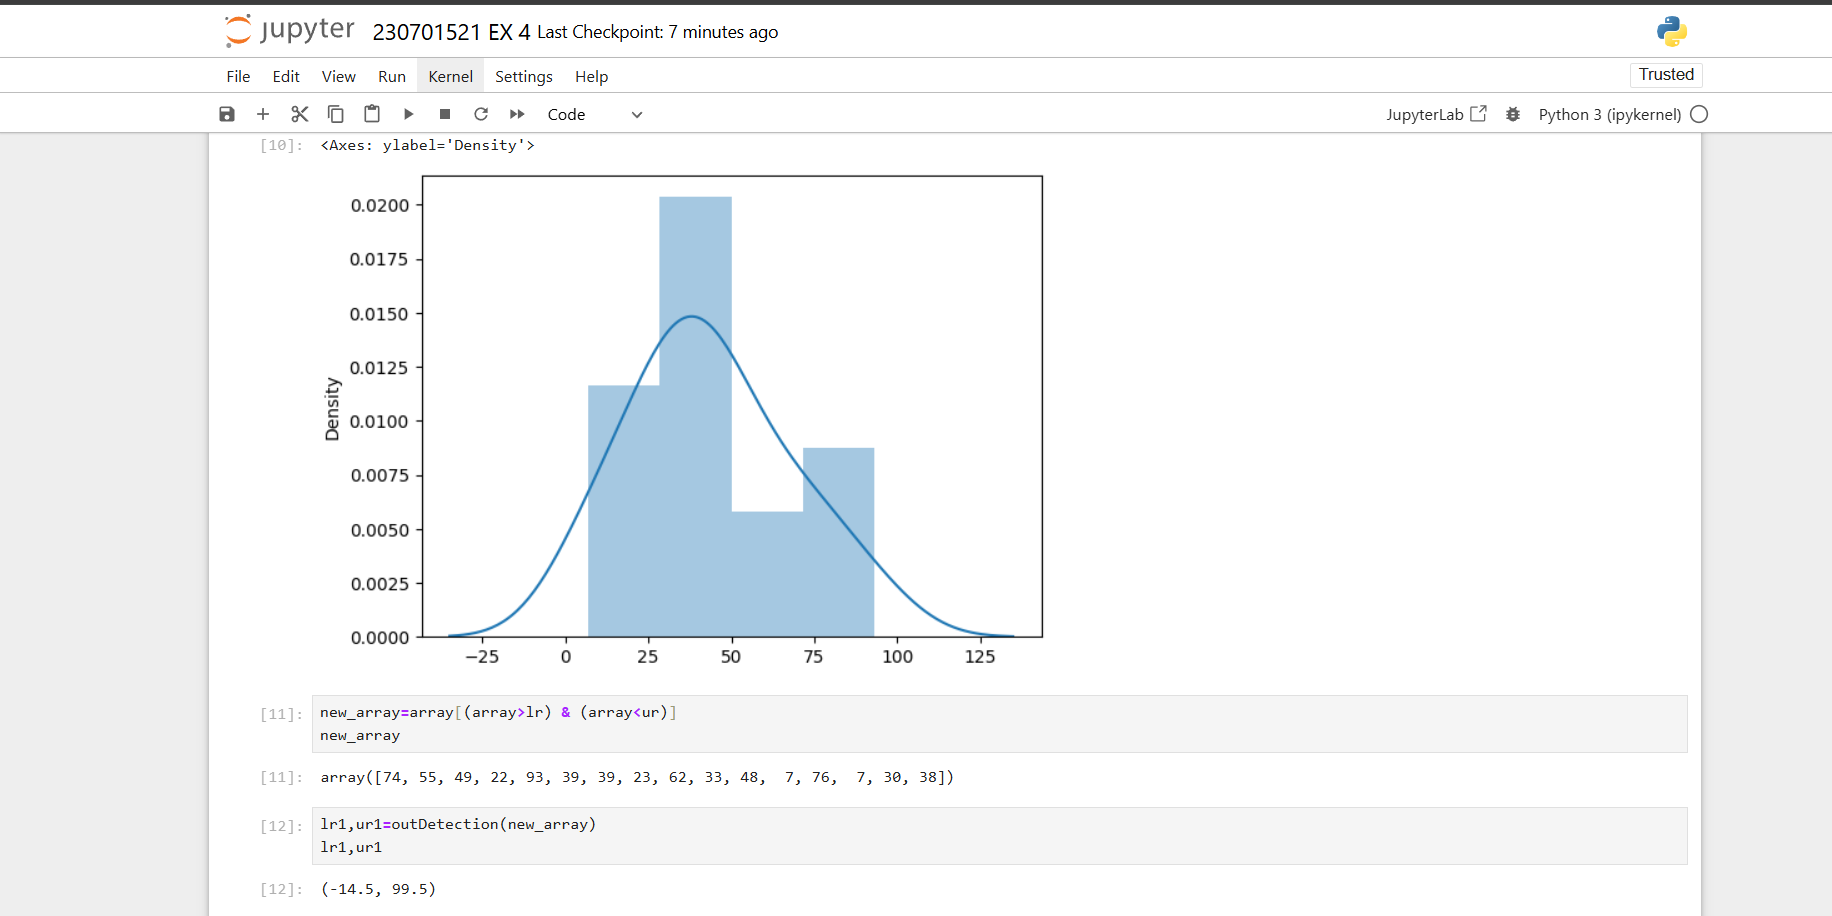 jupyter 230701521 EX 4 Last Checkpoint: 7 minutes ago
File Edit View Run Kernel Settings Help
Trusted
Code
JupyterLab Python 3 (ipykernel)
[10]: <Axes: ylabel='Density'>
0.0200
0.0175
0.0150
0.0125
0.0100
0.0075
0.0050
0.0025
0.0000
Density
−25 0 25 50 75 100 125
[11]: new_array=array[(array>lr) & (array<ur)]
new_array
[11]: array([74, 55, 49, 22, 93, 39, 39, 23, 62, 33, 48,  7, 76,  7, 30, 38])
[12]: lr1,ur1=outDetection(new_array)
lr1,ur1
[12]: (-14.5, 99.5)